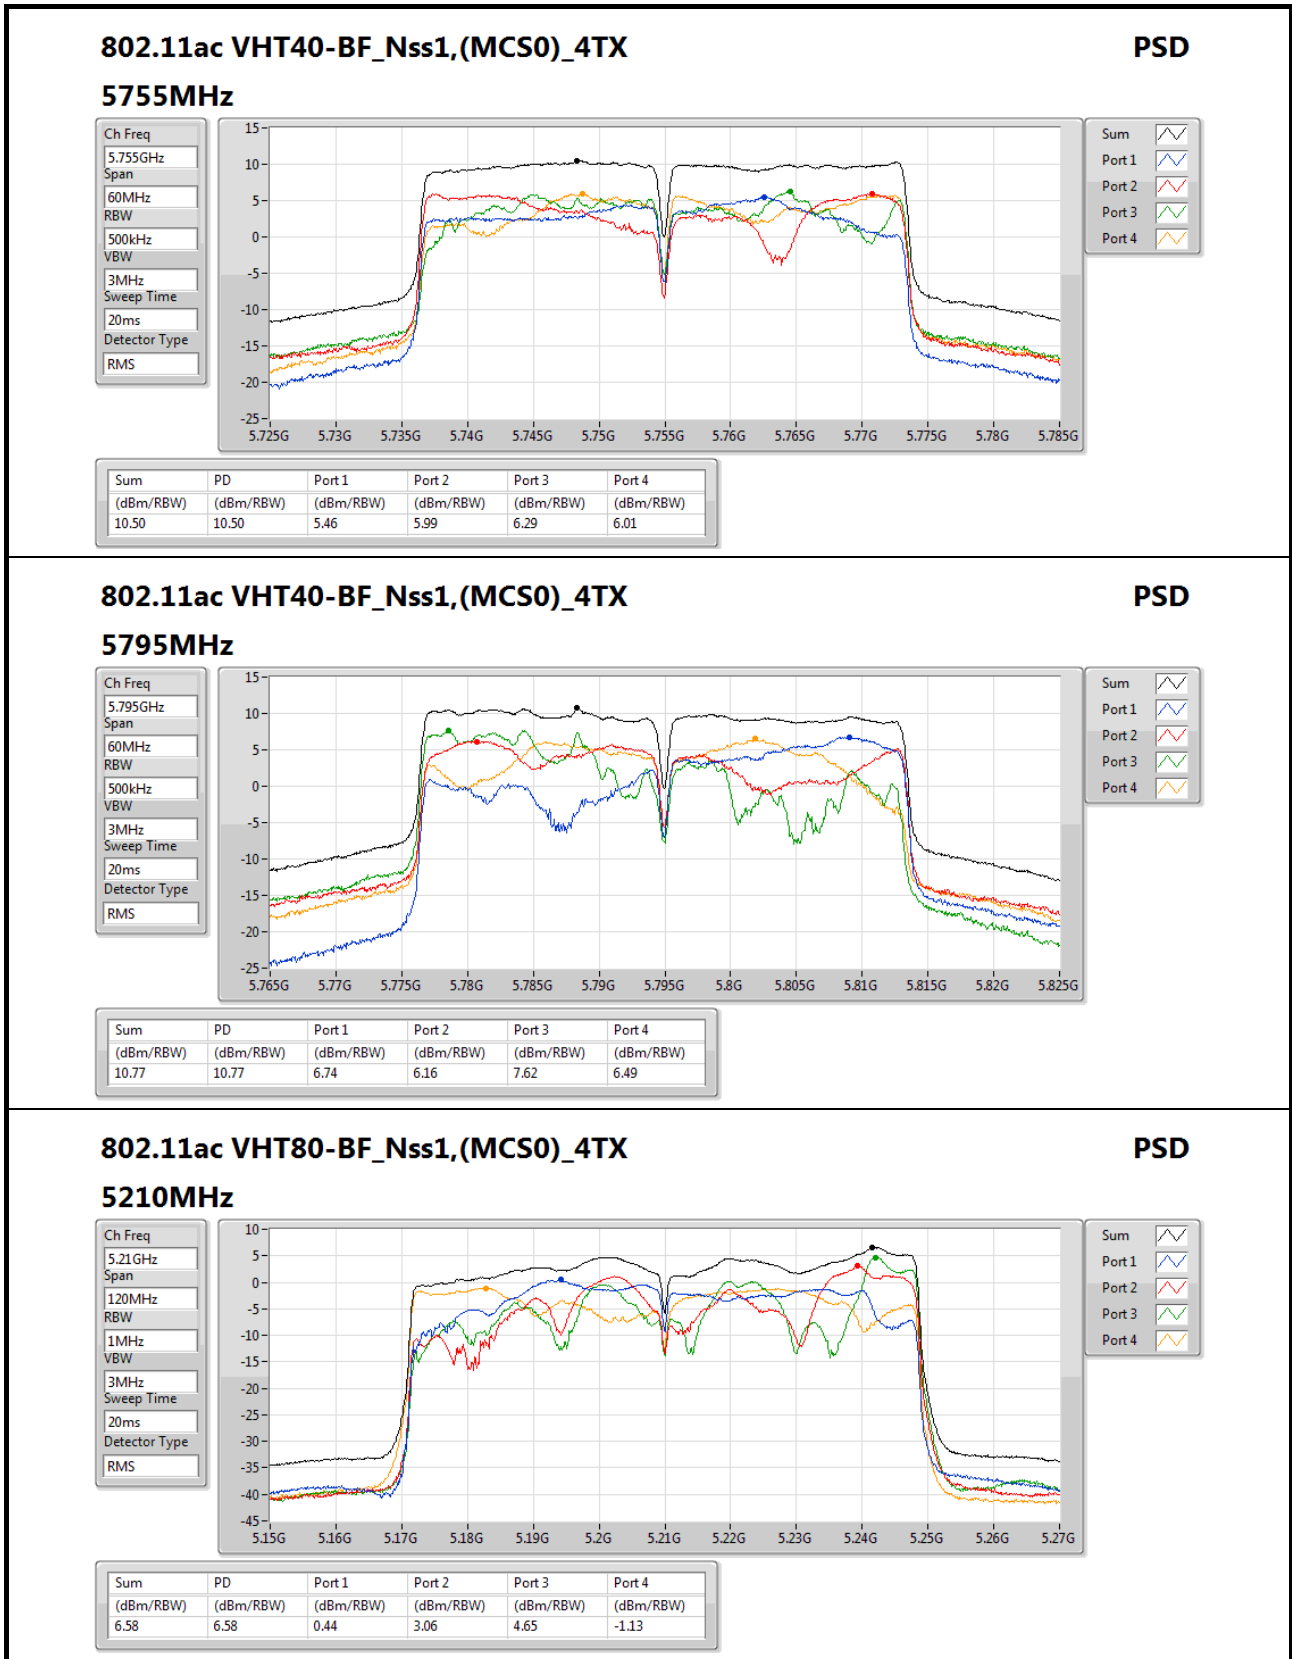 802.11ac VHT40-BF_Nss1,(MCS0)_4TX PSD
5755MHz
Ch Freq
5.755GHz
Span
60MHz
RBW
500kHz
VBW
3MHz
Sweep Time
20ms
Detector Type
RMS
15
10
5
0
-5
-10
-15
-20
-25
5.725G 5.73G 5.735G 5.74G 5.745G 5.75G 5.755G 5.76G 5.765G 5.77G 5.775G 5.78G 5.785G
Sum
Port 1
Port 2
Port 3
Port 4
Sum PD Port 1 Port 2 Port 3 Port 4
(dBm/RBW) (dBm/RBW) (dBm/RBW) (dBm/RBW) (dBm/RBW) (dBm/RBW)
10.50 10.50 5.46 5.99 6.29 6.01
802.11ac VHT40-BF_Nss1,(MCS0)_4TX PSD
5795MHz
Ch Freq
5.795GHz
Span
60MHz
RBW
500kHz
VBW
3MHz
Sweep Time
20ms
Detector Type
RMS
15
10
5
0
-5
-10
-15
-20
-25
5.765G 5.77G 5.775G 5.78G 5.785G 5.79G 5.795G 5.8G 5.805G 5.81G 5.815G 5.82G 5.825G
Sum
Port 1
Port 2
Port 3
Port 4
Sum PD Port 1 Port 2 Port 3 Port 4
(dBm/RBW) (dBm/RBW) (dBm/RBW) (dBm/RBW) (dBm/RBW) (dBm/RBW)
10.77 10.77 6.74 6.16 7.62 6.49
802.11ac VHT80-BF_Nss1,(MCS0)_4TX PSD
5210MHz
Ch Freq
5.21GHz
Span
120MHz
RBW
1MHz
VBW
3MHz
Sweep Time
20ms
Detector Type
RMS
10
5
0
-5
-10
-15
-20
-25
-30
-35
-40
-45
5.15G 5.16G 5.17G 5.18G 5.19G 5.2G 5.21G 5.22G 5.23G 5.24G 5.25G 5.26G 5.27G
Sum
Port 1
Port 2
Port 3
Port 4
Sum PD Port 1 Port 2 Port 3 Port 4
(dBm/RBW) (dBm/RBW) (dBm/RBW) (dBm/RBW) (dBm/RBW) (dBm/RBW)
6.58 6.58 0.44 3.06 4.65 -1.13